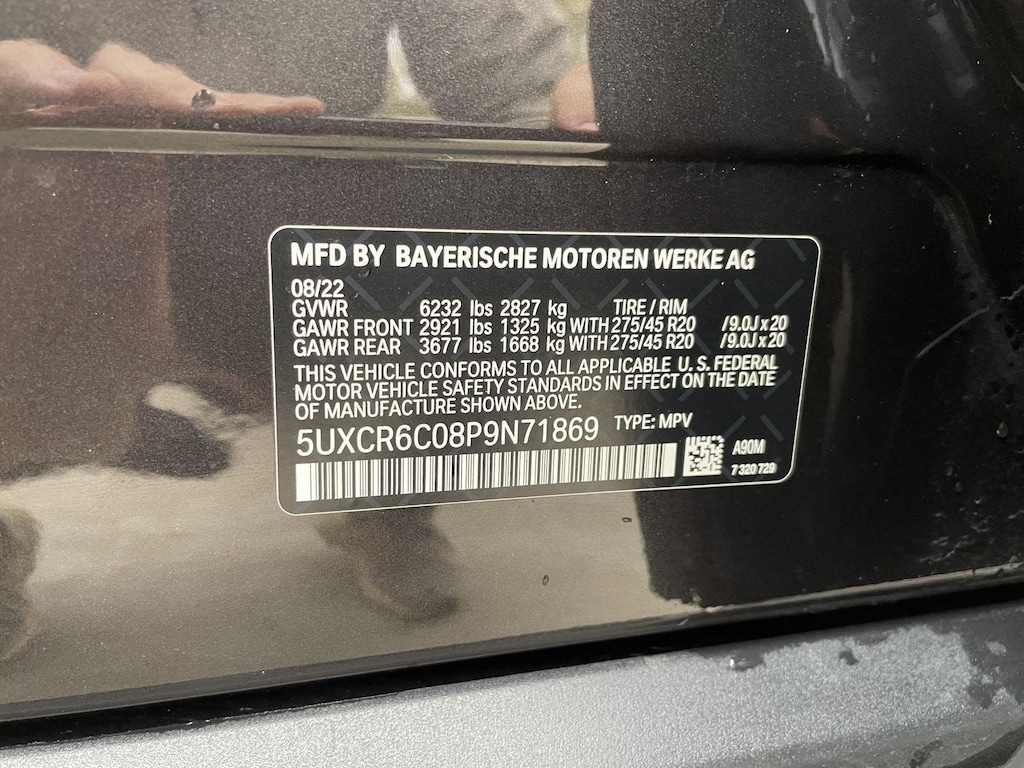 MFD BY BAYERISCHE MOTOREN WERKE AG
08/22
GVWR 6232 lbs 2827 kg TIRE / RIM
GAWR FRONT 2921 lbs 1325 kg WITH 275/45 R20 /9.0J x 20
GAWR REAR 3677 lbs 1668 kg WITH 275/45 R20 /9.0J x 20
THIS VEHICLE CONFORMS TO ALL APPLICABLE U.S. FEDERAL
MOTOR VEHICLE SAFETY STANDARDS IN EFFECT ON THE DATE
OF MANUFACTURE SHOWN ABOVE.
5UXCR6C08P9N71869 TYPE: MPV
A90M
7 320 729